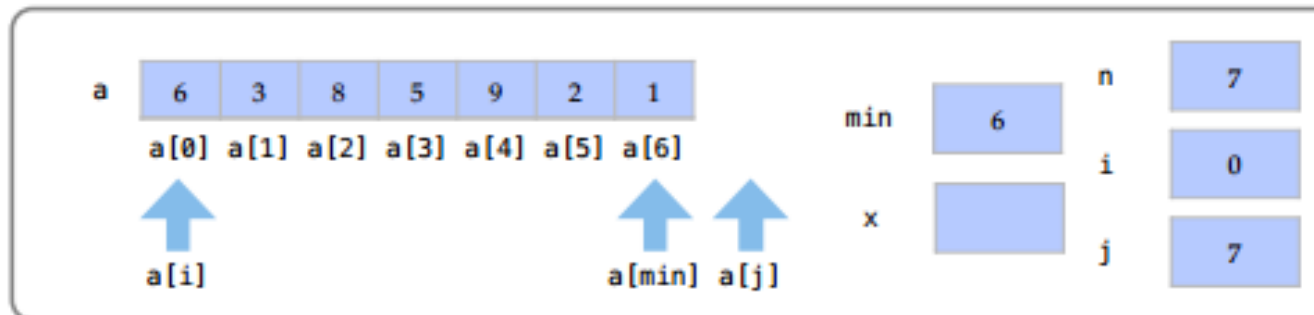 a 6 3 8 5 9 2 1
a[0] a[1] a[2] a[3] a[4] a[5] a[6]
a[i] a[min] a[j]
min 6
x
n 7
i 0
j 7